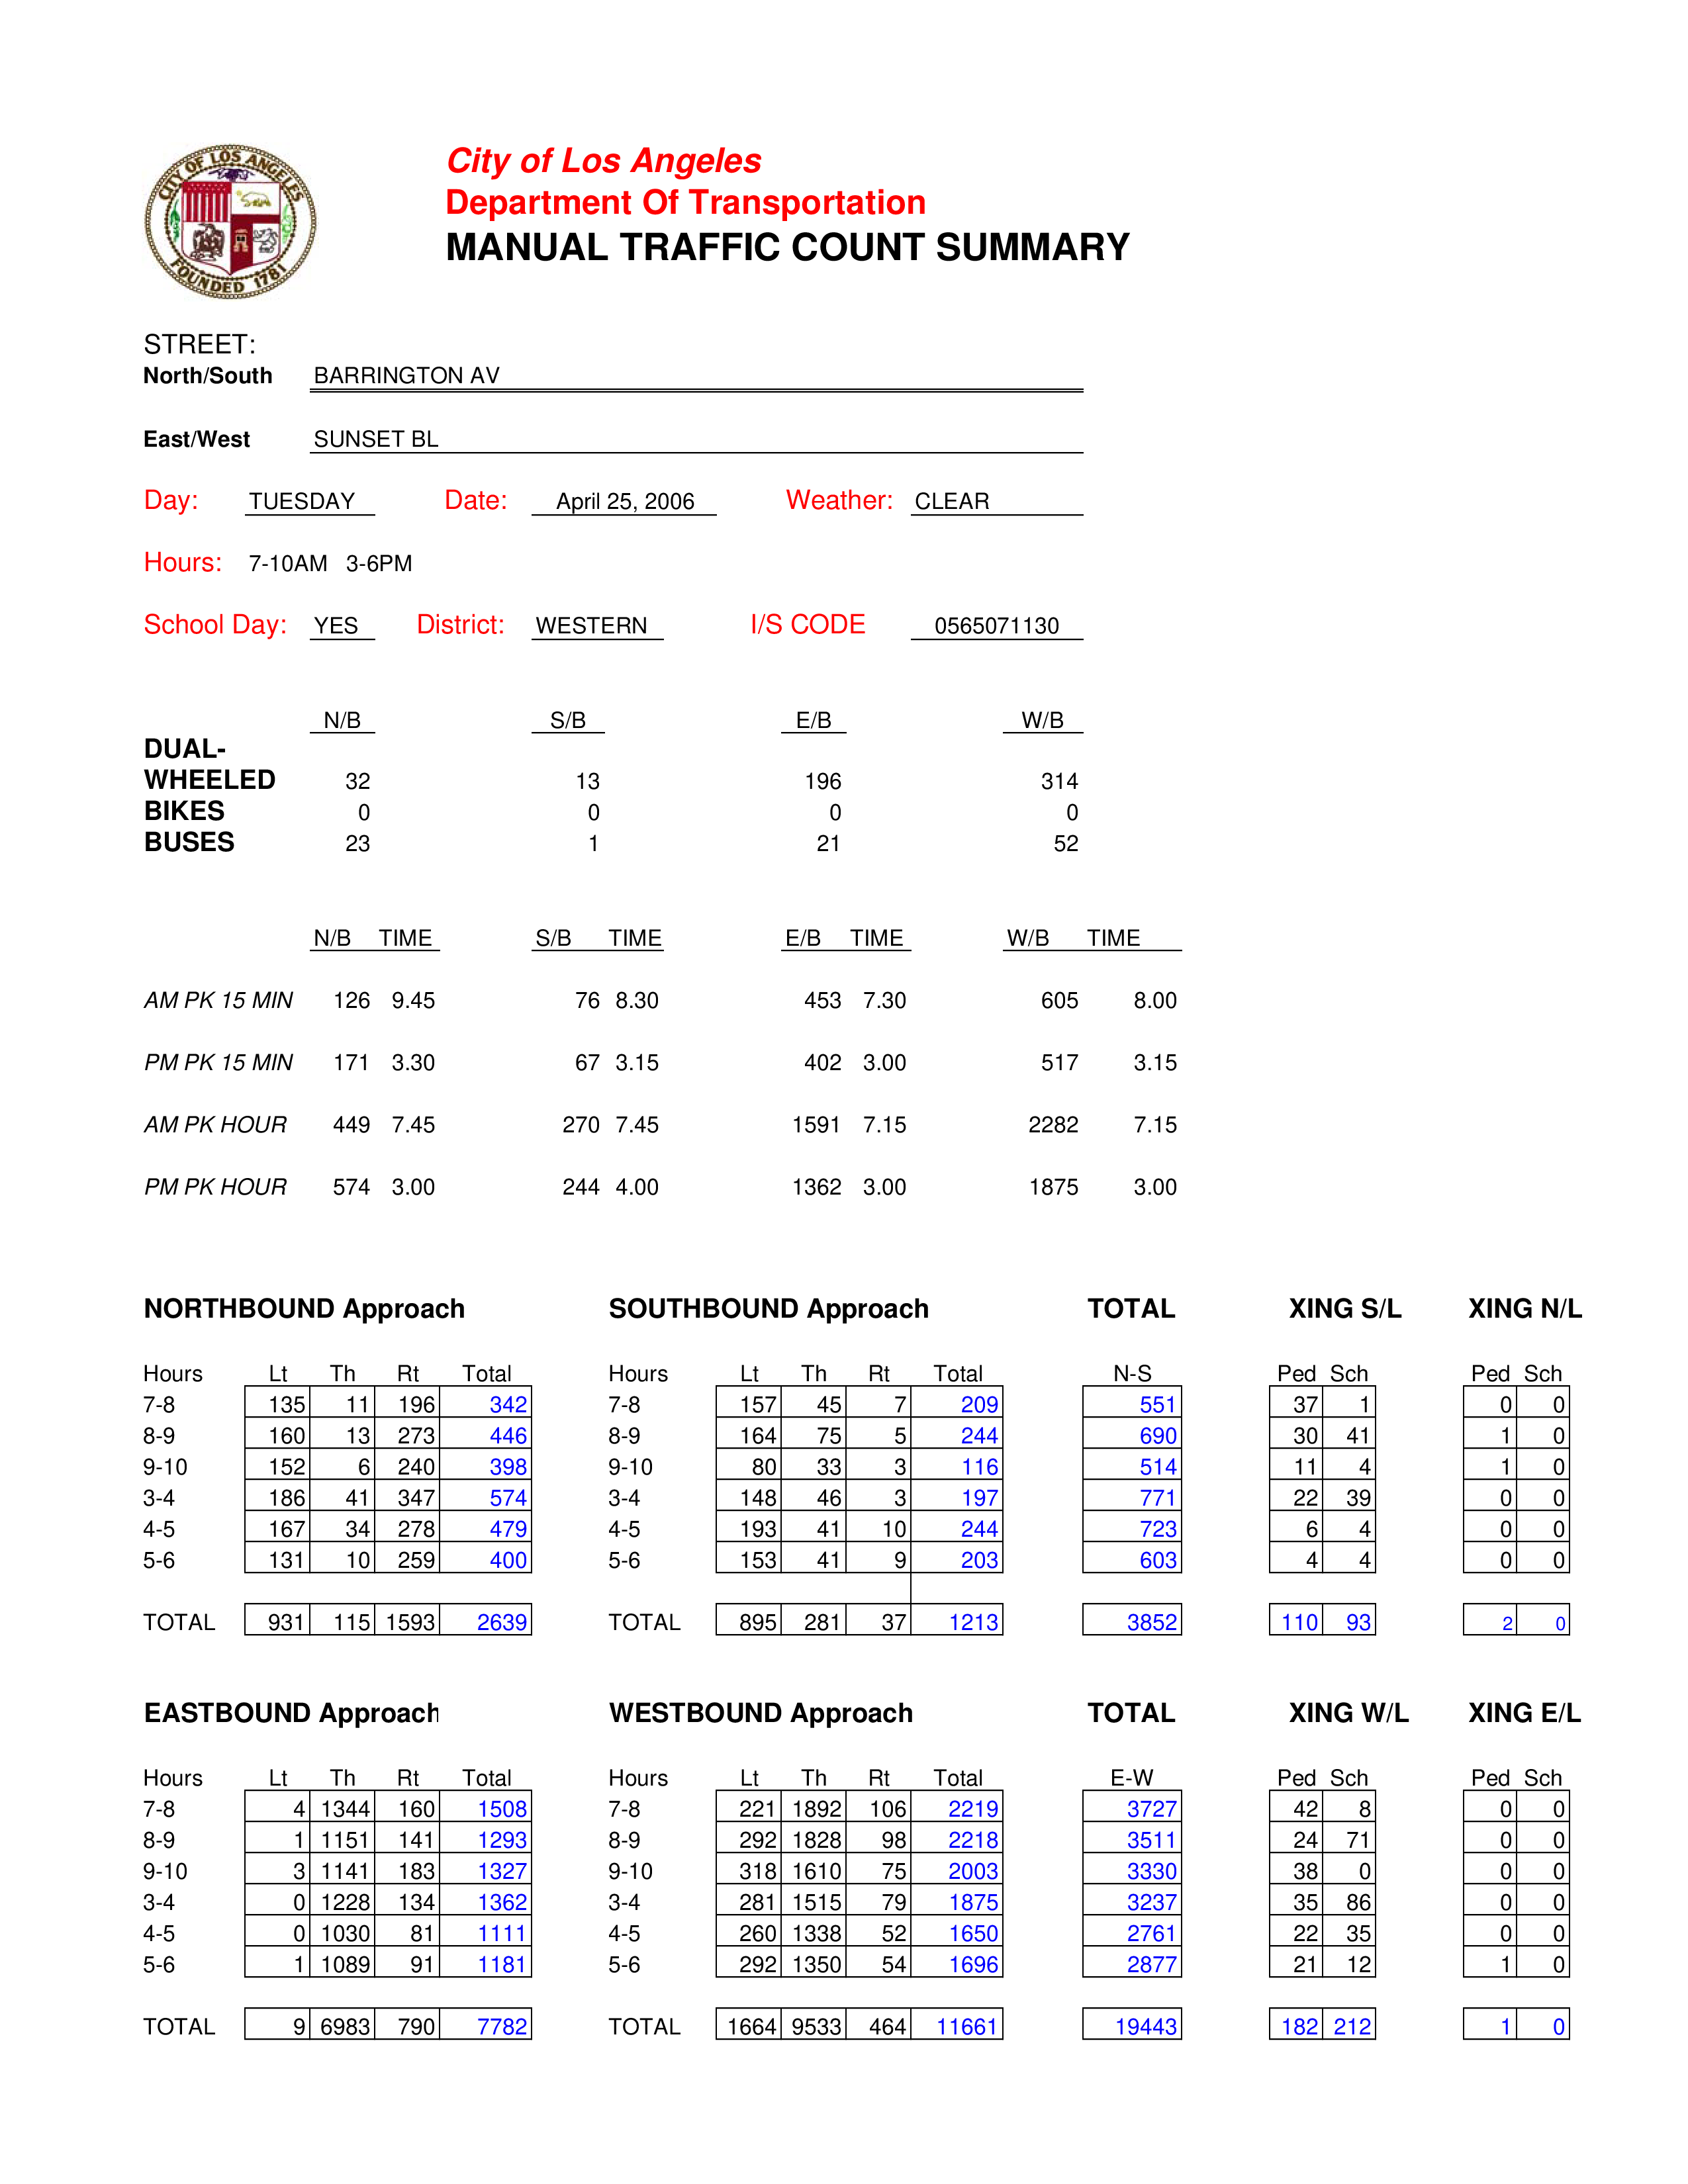 CITY OF LOS ANGELES
FOUNDED 1781
City of Los Angeles
Department Of Transportation
MANUAL TRAFFIC COUNT SUMMARY
STREET:
North/South BARRINGTON AV
East/West SUNSET BL
Day: TUESDAY Date: April 25, 2006 Weather: CLEAR
Hours: 7-10AM 3-6PM
School Day: YES District: WESTERN I/S CODE 0565071130
N/B S/B E/B W/B
DUAL-
WHEELED 32 13 196 314
BIKES 0 0 0 0
BUSES 23 1 21 52
N/B TIME S/B TIME E/B TIME W/B TIME
AM PK 15 MIN 126 9.45 76 8.30 453 7.30 605 8.00
PM PK 15 MIN 171 3.30 67 3.15 402 3.00 517 3.15
AM PK HOUR 449 7.45 270 7.45 1591 7.15 2282 7.15
PM PK HOUR 574 3.00 244 4.00 1362 3.00 1875 3.00
NORTHBOUND Approach SOUTHBOUND Approach TOTAL XING S/L XING N/L
Hours Lt Th Rt Total Hours Lt Th Rt Total N-S Ped Sch Ped Sch
7-8 135 11 196 342 7-8 157 45 7 209 551 37 1 0 0
8-9 160 13 273 446 8-9 164 75 5 244 690 30 41 1 0
9-10 152 6 240 398 9-10 80 33 3 116 514 11 4 1 0
3-4 186 41 347 574 3-4 148 46 3 197 771 22 39 0 0
4-5 167 34 278 479 4-5 193 41 10 244 723 6 4 0 0
5-6 131 10 259 400 5-6 153 41 9 203 603 4 4 0 0
TOTAL 931 115 1593 2639 TOTAL 895 281 37 1213 3852 110 93 2 0
EASTBOUND Approach WESTBOUND Approach TOTAL XING W/L XING E/L
Hours Lt Th Rt Total Hours Lt Th Rt Total E-W Ped Sch Ped Sch
7-8 4 1344 160 1508 7-8 221 1892 106 2219 3727 42 8 0 0
8-9 1 1151 141 1293 8-9 292 1828 98 2218 3511 24 71 0 0
9-10 3 1141 183 1327 9-10 318 1610 75 2003 3330 38 0 0 0
3-4 0 1228 134 1362 3-4 281 1515 79 1875 3237 35 86 0 0
4-5 0 1030 81 1111 4-5 260 1338 52 1650 2761 22 35 0 0
5-6 1 1089 91 1181 5-6 292 1350 54 1696 2877 21 12 1 0
TOTAL 9 6983 790 7782 TOTAL 1664 9533 464 11661 19443 182 212 1 0